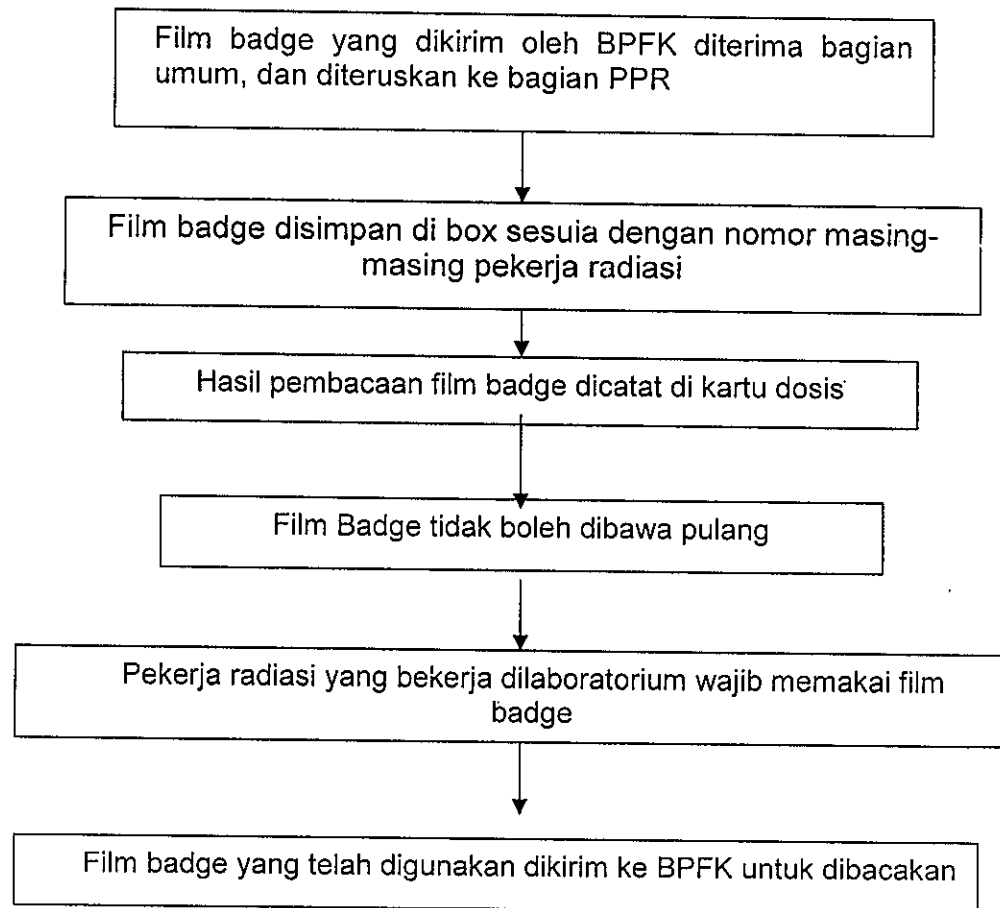 Film badge yang dikirim oleh BPFK diterima bagian
umum, dan diteruskan ke bagian PPR
Film badge disimpan di box sesuia dengan nomor masing-
masing pekerja radiasi
Hasil pembacaan film badge dicatat di kartu dosis
Film Badge tidak boleh dibawa pulang
Pekerja radiasi yang bekerja dilaboratorium wajib memakai film
badge
Film badge yang telah digunakan dikirim ke BPFK untuk dibacakan